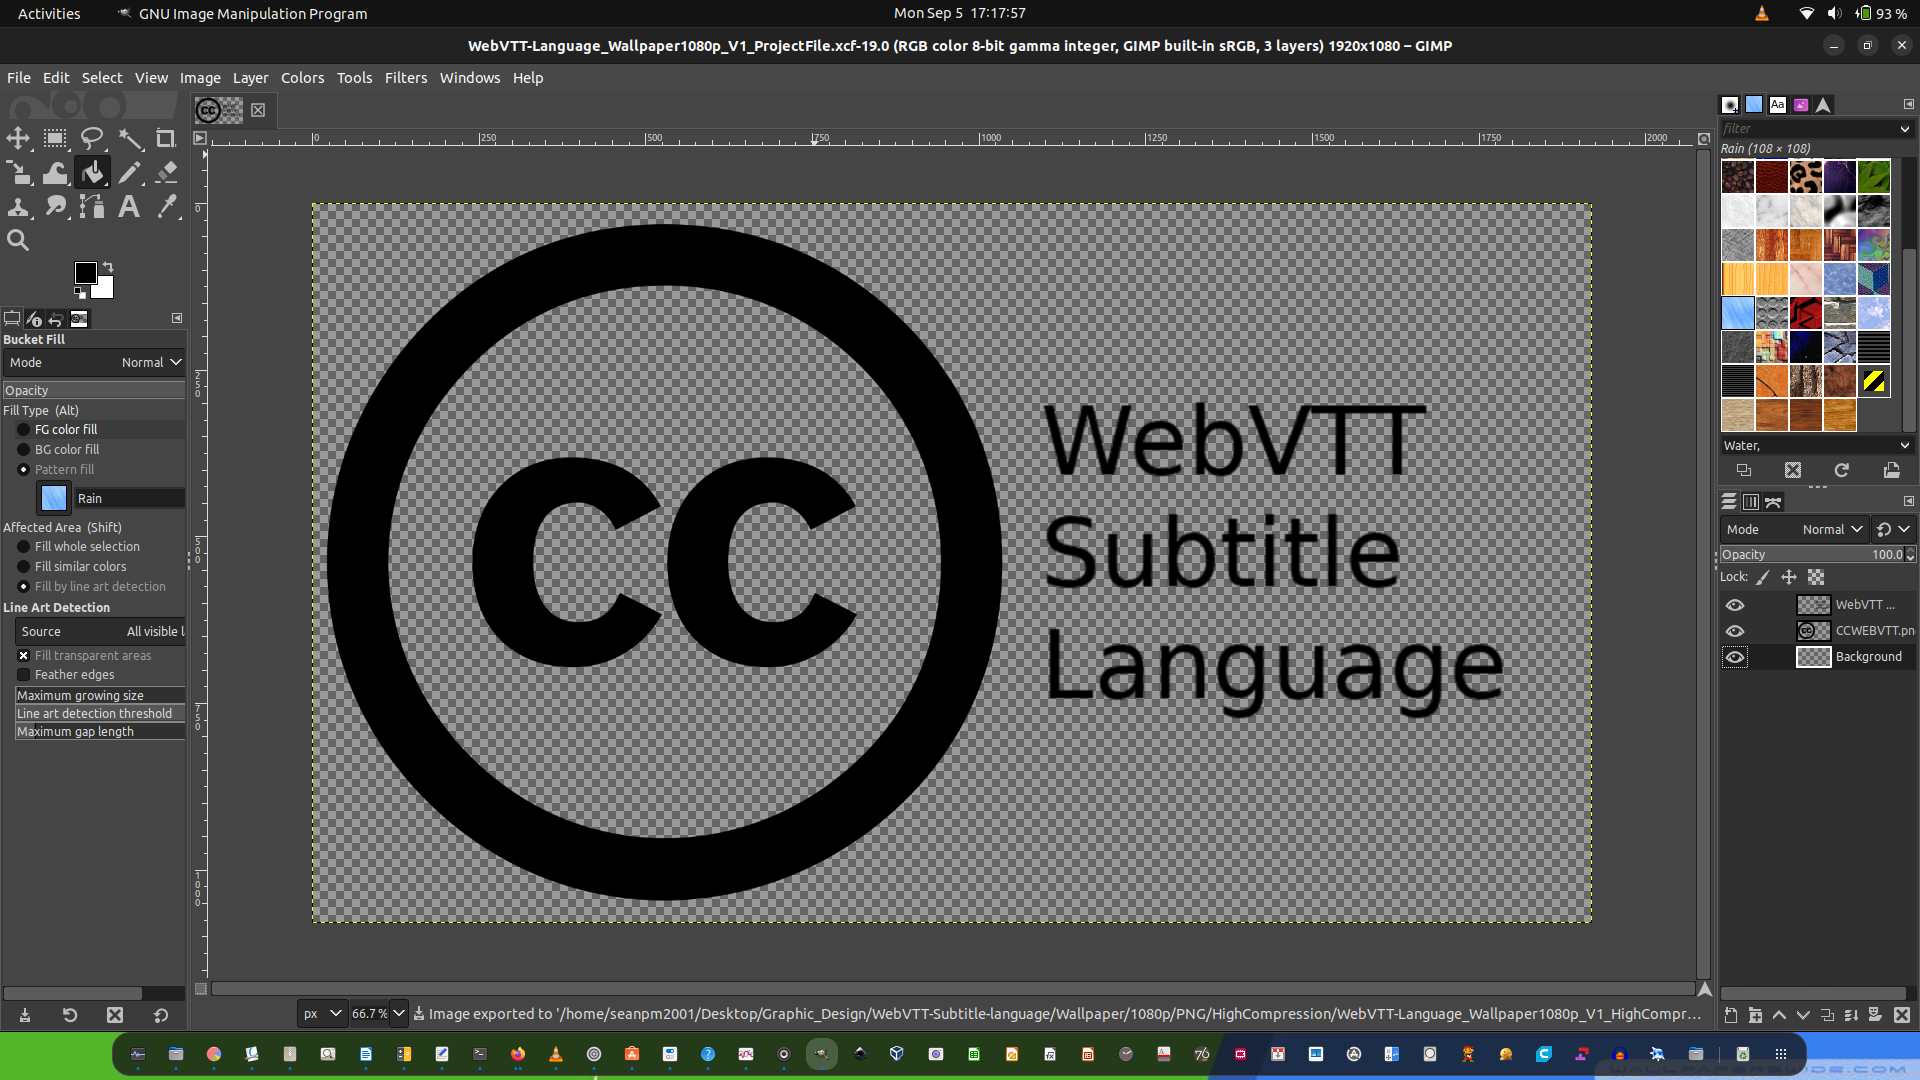 Activities
GNU Image Manipulation Program
Mon Sep 5 17:17:57
93 %
WebVTT-Language_Wallpaper1080p_V1_ProjectFile.xcf-19.0 (RGB color 8-bit gamma integer, GIMP built-in sRGB, 3 layers) 1920x1080 – GIMP
File Edit Select View Image Layer Colors Tools Filters Windows Help
0 250 500 750 1000 1250 1500 1750 2000
filter
Rain (108 × 108)
Bucket Fill
Mode Normal
Opacity
Fill Type (Alt)
FG color fill
BG color fill
Pattern fill
Rain
Affected Area (Shift)
Fill whole selection
Fill similar colors
Fill by line art detection
Line Art Detection
Source All visible l
Fill transparent areas
Feather edges
Maximum growing size
Line art detection threshold
Maximum gap length
0
250
500
750
1000
cc
WebVTT
Subtitle
Language
Water,
Mode Normal
Opacity 100.0
Lock:
WebVTT ...
CCWEBVTT.pn
Background
px 66.7 % Image exported to '/home/seanpm2001/Desktop/Graphic_Design/WebVTT-Subtitle-language/Wallpaper/1080p/PNG/HighCompression/WebVTT-Language_Wallpaper1080p_V1_HighCompr...